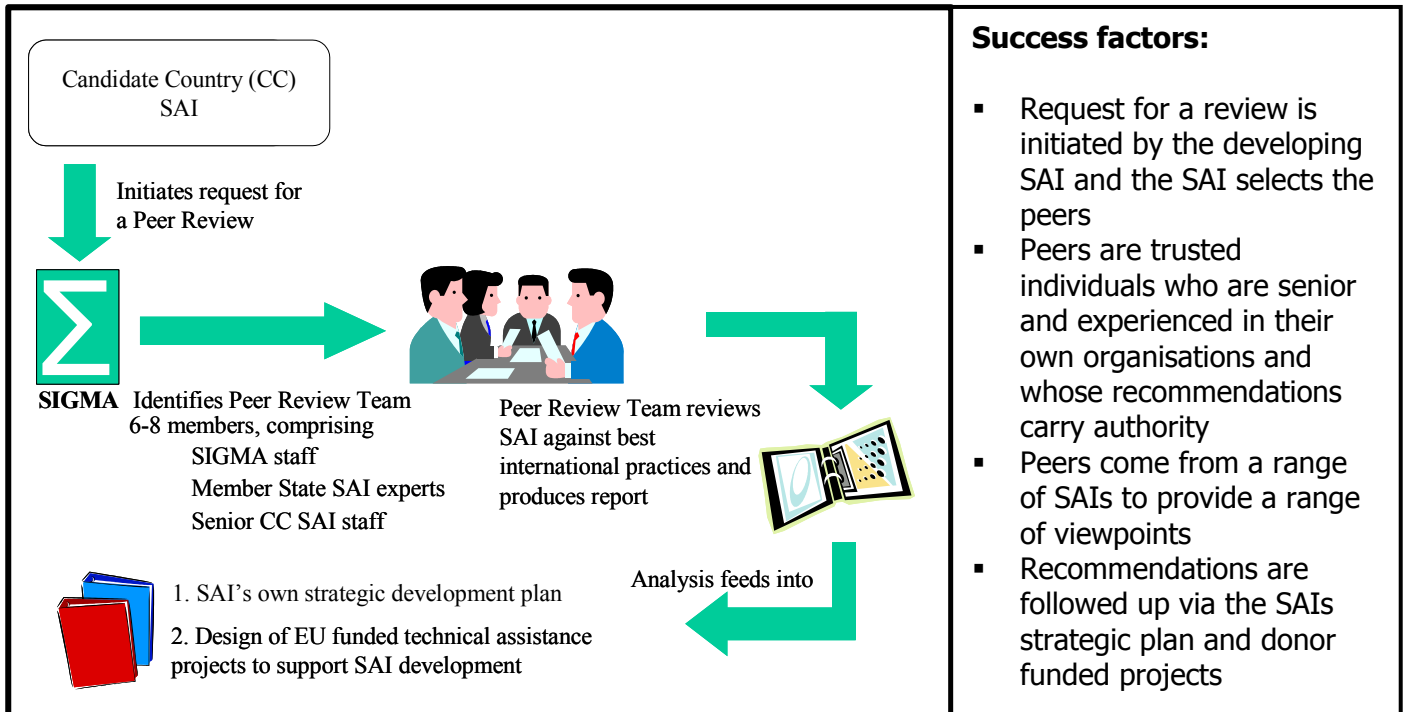 Candidate Country (CC)
SAI
Initiates request for
a Peer Review
Σ
SIGMA Identifies Peer Review Team
6-8 members, comprising
SIGMA staff
Member State SAI experts
Senior CC SAI staff
Peer Review Team reviews
SAI against best
international practices and
produces report
Analysis feeds into
1. SAI’s own strategic development plan
2. Design of EU funded technical assistance
projects to support SAI development
Success factors:
▪ Request for a review is
initiated by the developing
SAI and the SAI selects the
peers
▪ Peers are trusted
individuals who are senior
and experienced in their
own organisations and
whose recommendations
carry authority
▪ Peers come from a range
of SAIs to provide a range
of viewpoints
▪ Recommendations are
followed up via the SAIs
strategic plan and donor
funded projects